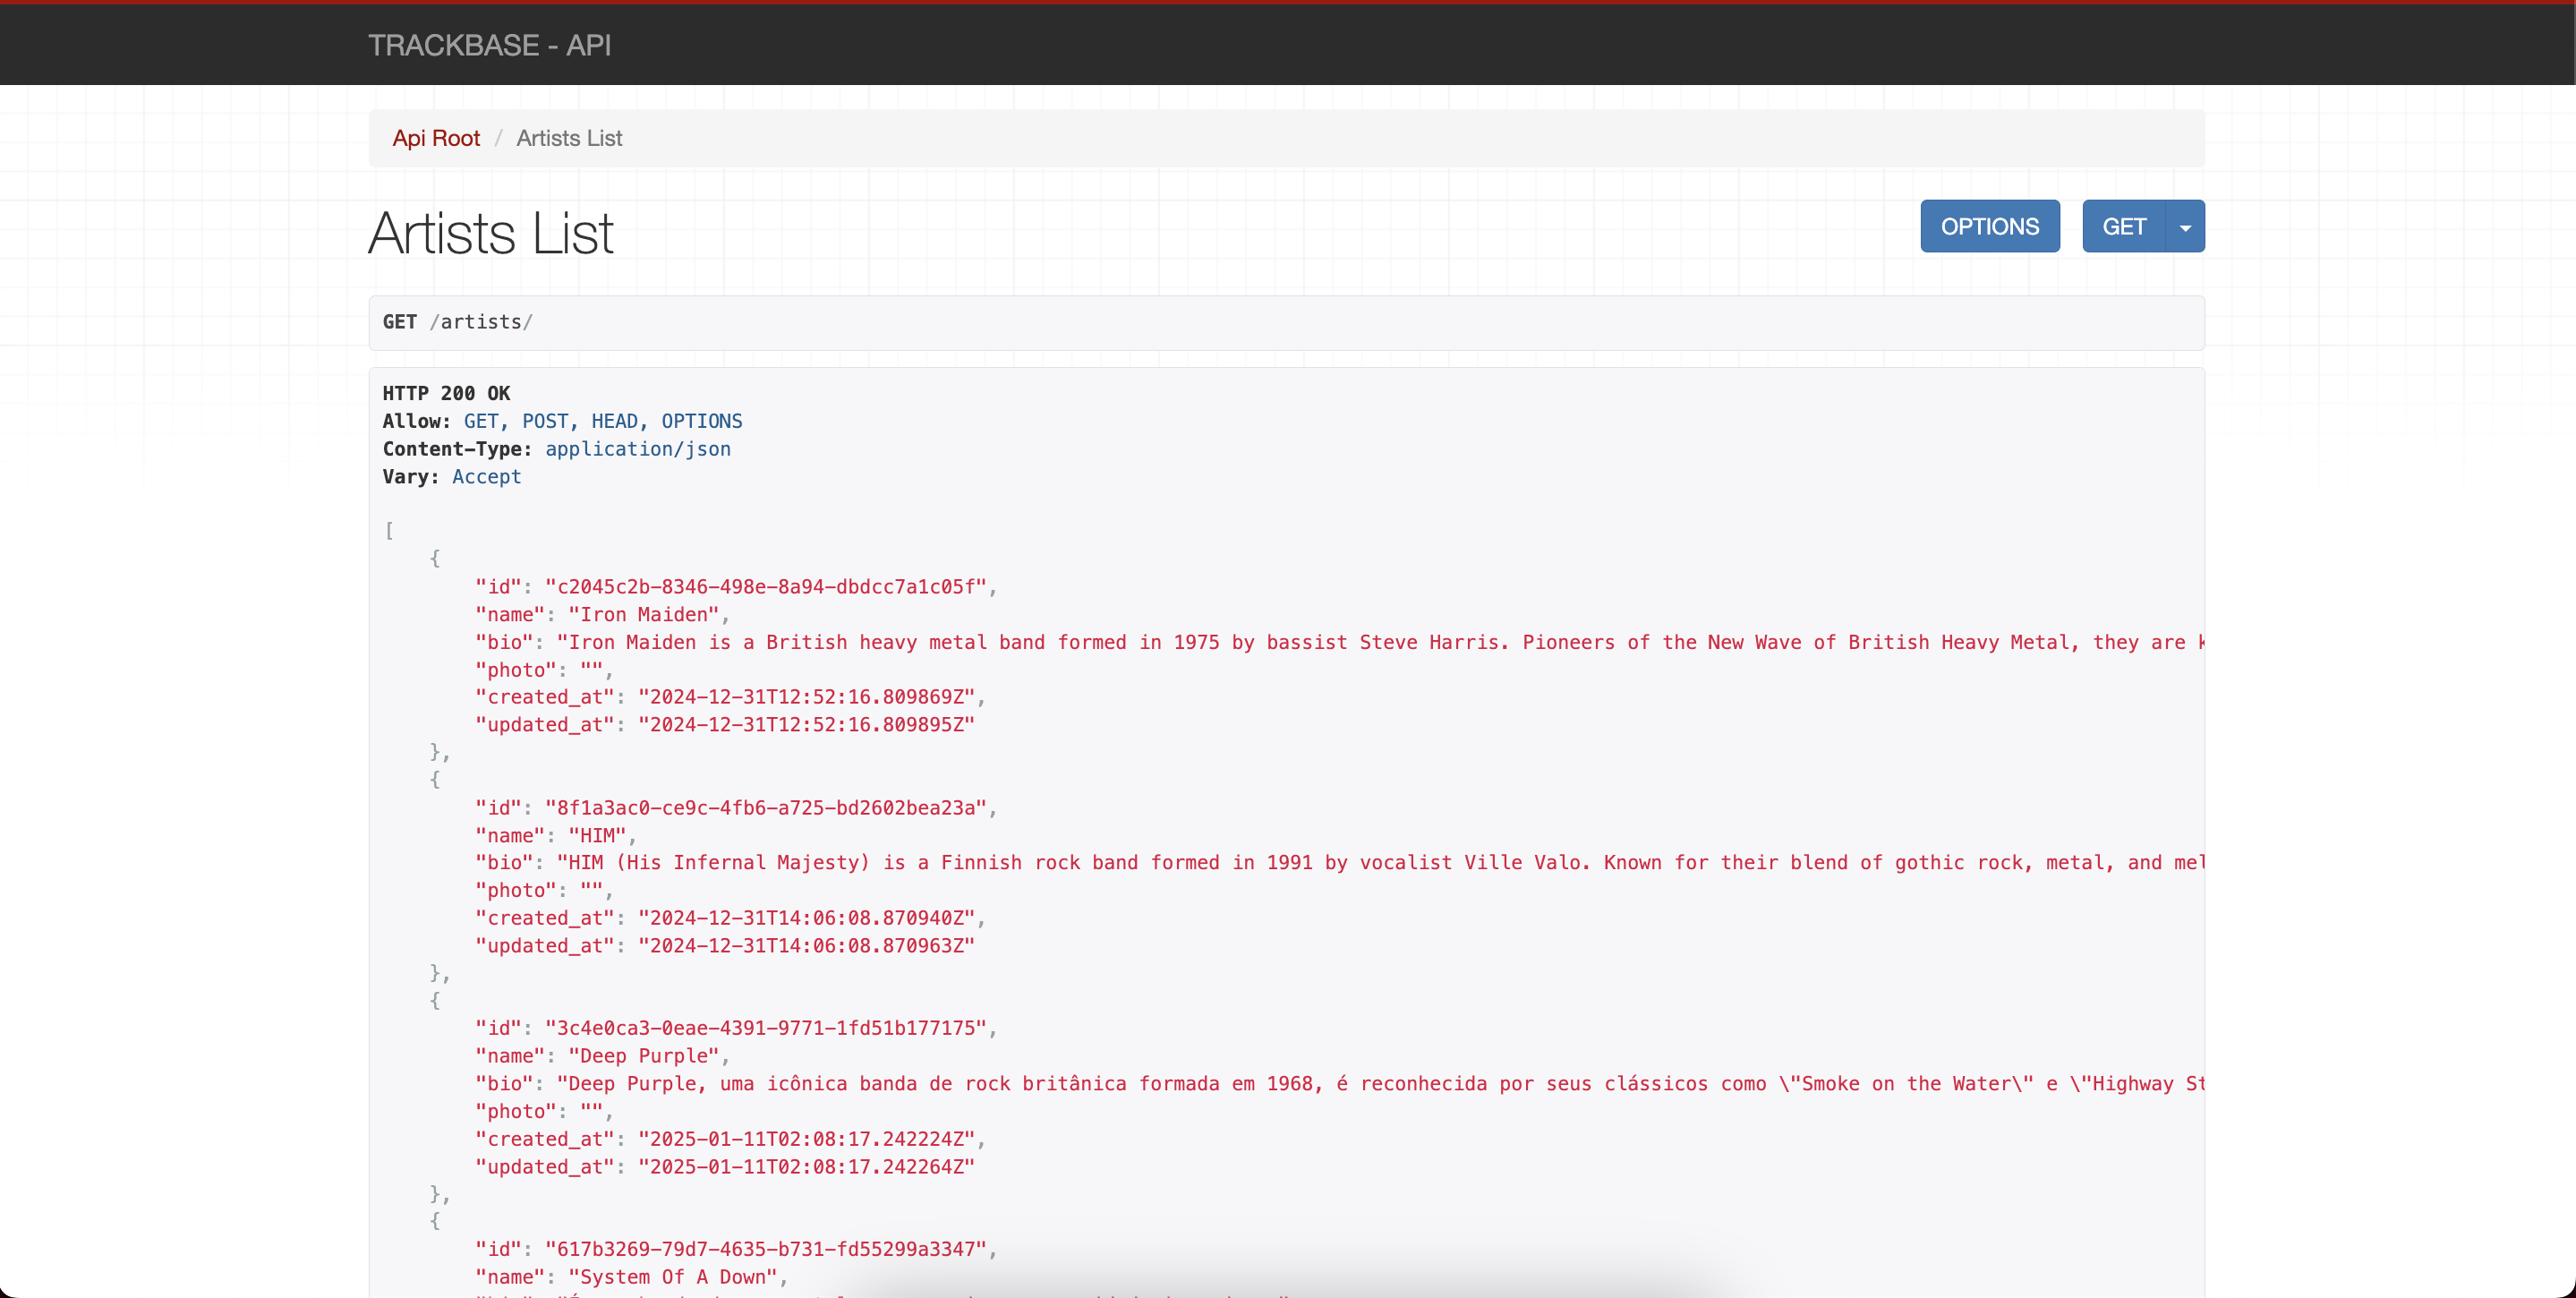 TRACKBASE - API
Api Root / Artists List
Artists List
OPTIONS GET
GET /artists/
HTTP 200 OK
Allow: GET, POST, HEAD, OPTIONS
Content-Type: application/json
Vary: Accept
[
{
"id": "c2045c2b-8346-498e-8a94-dbdcc7a1c05f",
"name": "Iron Maiden",
"bio": "Iron Maiden is a British heavy metal band formed in 1975 by bassist Steve Harris. Pioneers of the New Wave of British Heavy Metal, they are
"photo": "",
"created_at": "2024-12-31T12:52:16.809869Z",
"updated_at": "2024-12-31T12:52:16.809895Z"
},
{
"id": "8f1a3ac0-ce9c-4fb6-a725-bd2602bea23a",
"name": "HIM",
"bio": "HIM (His Infernal Majesty) is a Finnish rock band formed in 1991 by vocalist Ville Valo. Known for their blend of gothic rock, metal, and mel
"photo": "",
"created_at": "2024-12-31T14:06:08.870940Z",
"updated_at": "2024-12-31T14:06:08.870963Z"
},
{
"id": "3c4e0ca3-0eae-4391-9771-1fd51b177175",
"name": "Deep Purple",
"bio": "Deep Purple, uma icônica banda de rock britânica formada em 1968, é reconhecida por seus clássicos como \"Smoke on the Water\" e \"Highway St
"photo": "",
"created_at": "2025-01-11T02:08:17.242224Z",
"updated_at": "2025-01-11T02:08:17.242264Z"
},
{
"id": "617b3269-79d7-4635-b731-fd55299a3347",
"name": "System Of A Down",